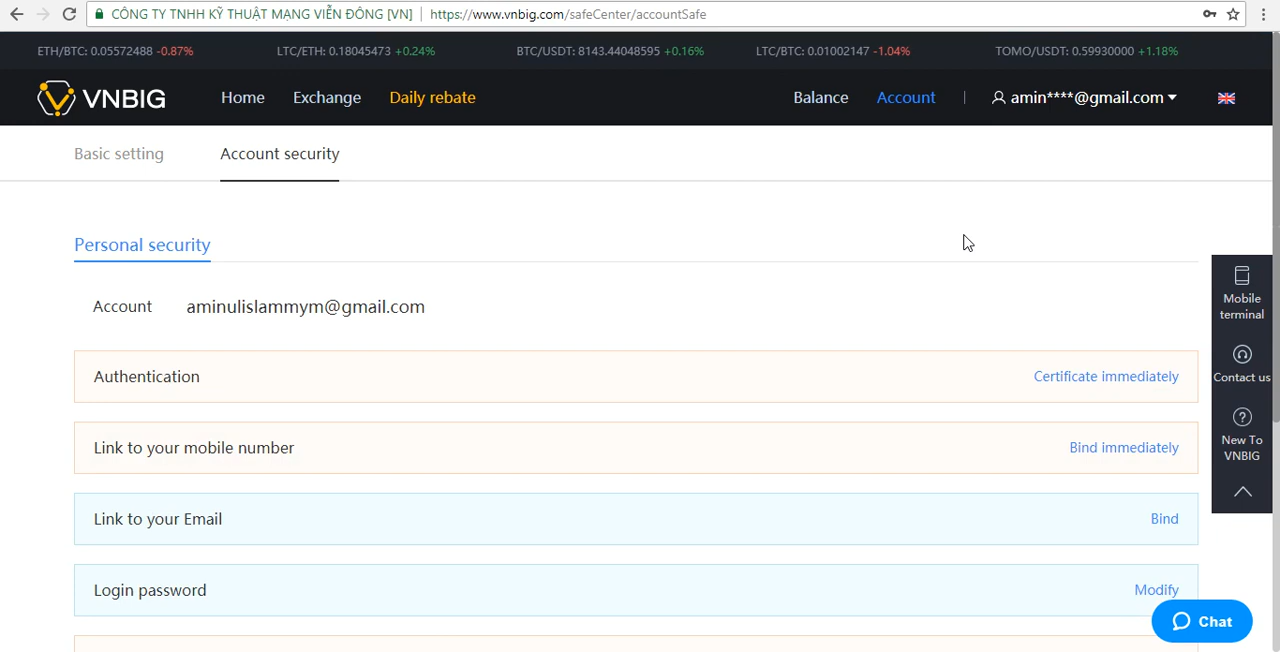 CÔNG TY TNHH KỸ THUẬT MẠNG VIỄN ĐÔNG [VN] | https://www.vnbig.com/safeCenter/accountSafe
ETH/BTC: 0.05572488 -0.87% LTC/ETH: 0.18045473 +0.24% BTC/USDT: 8143.44048595 +0.16% LTC/BTC: 0.01002147 -1.04% TOMO/USDT: 0.59930000 +1.18%
VNBIG Home Exchange Daily rebate Balance Account | amin****@gmail.com
Basic setting Account security
Personal security
Account aminulislammym@gmail.com
Authentication Certificate immediately
Link to your mobile number Bind immediately
Link to your Email Bind
Login password Modify
Mobile
terminal
Contact us
New To
VNBIG
Chat